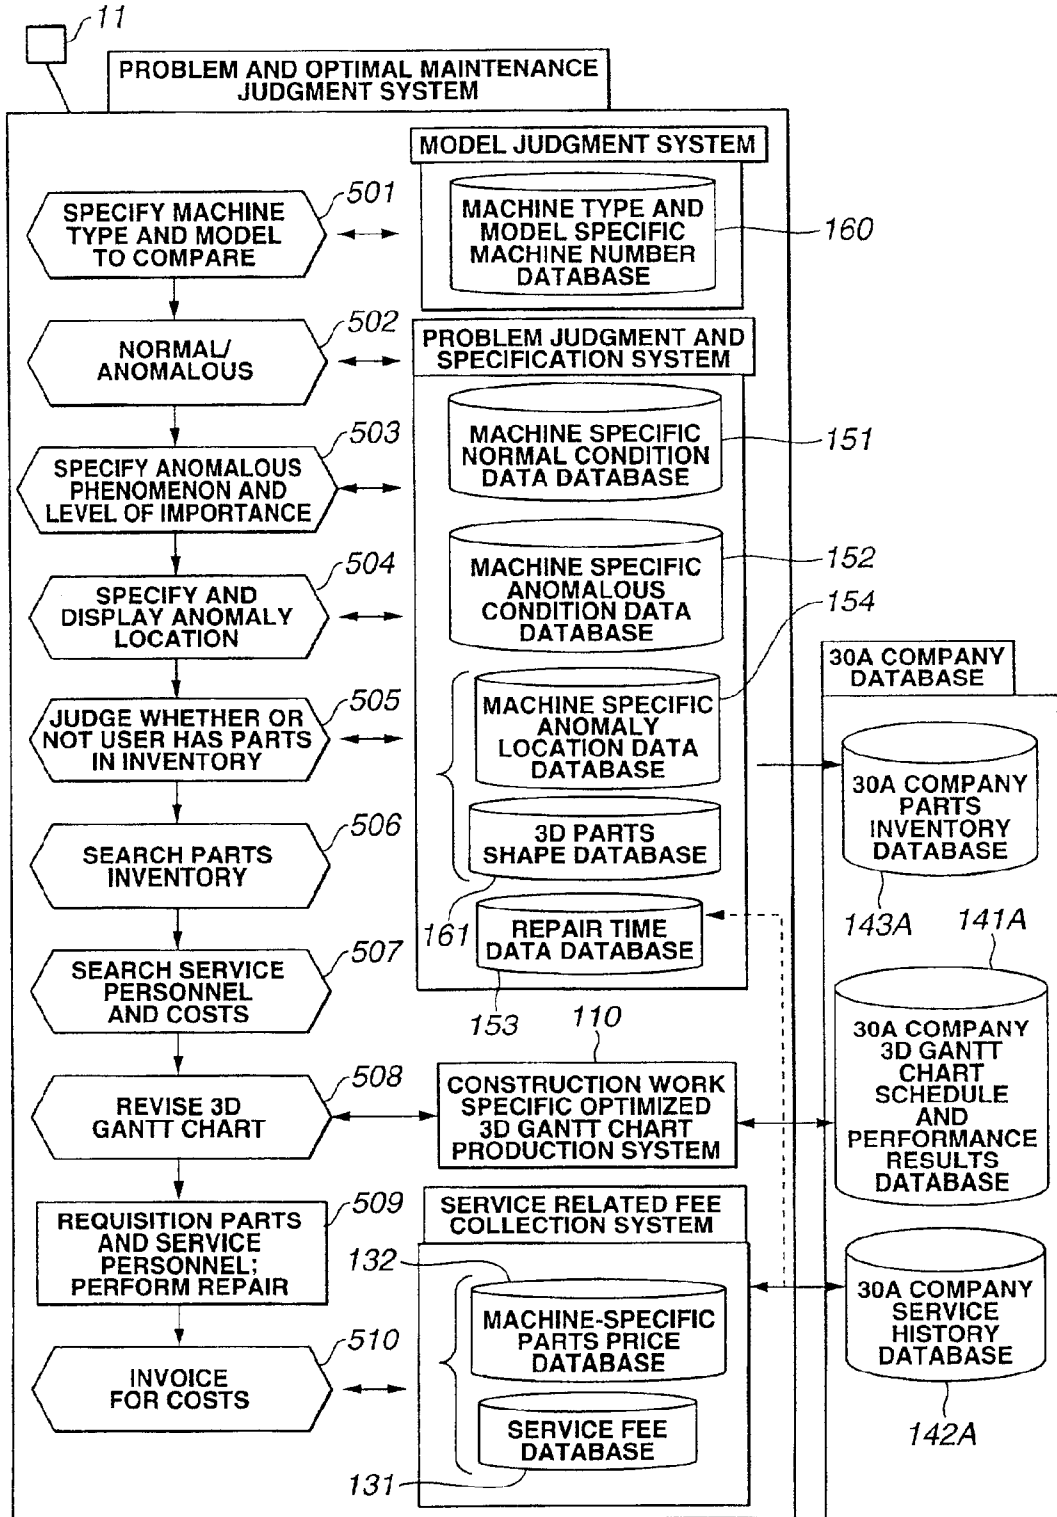 11
PROBLEM AND OPTIMAL MAINTENANCE
JUDGMENT SYSTEM
MODEL JUDGMENT SYSTEM
501
SPECIFY MACHINE
TYPE AND MODEL
TO COMPARE
MACHINE TYPE AND
MODEL SPECIFIC
MACHINE NUMBER
DATABASE
160
502
NORMAL/
ANOMALOUS
PROBLEM JUDGMENT AND
SPECIFICATION SYSTEM
503
SPECIFY ANOMALOUS
PHENOMENON AND
LEVEL OF IMPORTANCE
MACHINE SPECIFIC
NORMAL CONDITION
DATA DATABASE
151
504
SPECIFY AND
DISPLAY ANOMALY
LOCATION
MACHINE SPECIFIC
ANOMALOUS
CONDITION DATA
DATABASE
152
154
505
JUDGE WHETHER OR
NOT USER HAS PARTS
IN INVENTORY
MACHINE SPECIFIC
ANOMALY
LOCATION DATA
DATABASE
30A COMPANY
DATABASE
30A COMPANY
PARTS
INVENTORY
DATABASE
143A
506
SEARCH PARTS
INVENTORY
3D PARTS
SHAPE DATABASE
161
507
SEARCH SERVICE
PERSONNEL
AND COSTS
REPAIR TIME
DATA DATABASE
153
141A
30A COMPANY
3D GANTT
CHART
SCHEDULE
AND
PERFORMANCE
RESULTS
DATABASE
508
REVISE 3D
GANTT CHART
110
CONSTRUCTION WORK
SPECIFIC OPTIMIZED
3D GANTT CHART
PRODUCTION SYSTEM
509
REQUISITION PARTS
AND SERVICE
PERSONNEL;
PERFORM REPAIR
SERVICE RELATED FEE
COLLECTION SYSTEM
132
MACHINE-SPECIFIC
PARTS PRICE
DATABASE
30A COMPANY
SERVICE
HISTORY
DATABASE
142A
510
INVOICE
FOR COSTS
SERVICE FEE
DATABASE
131